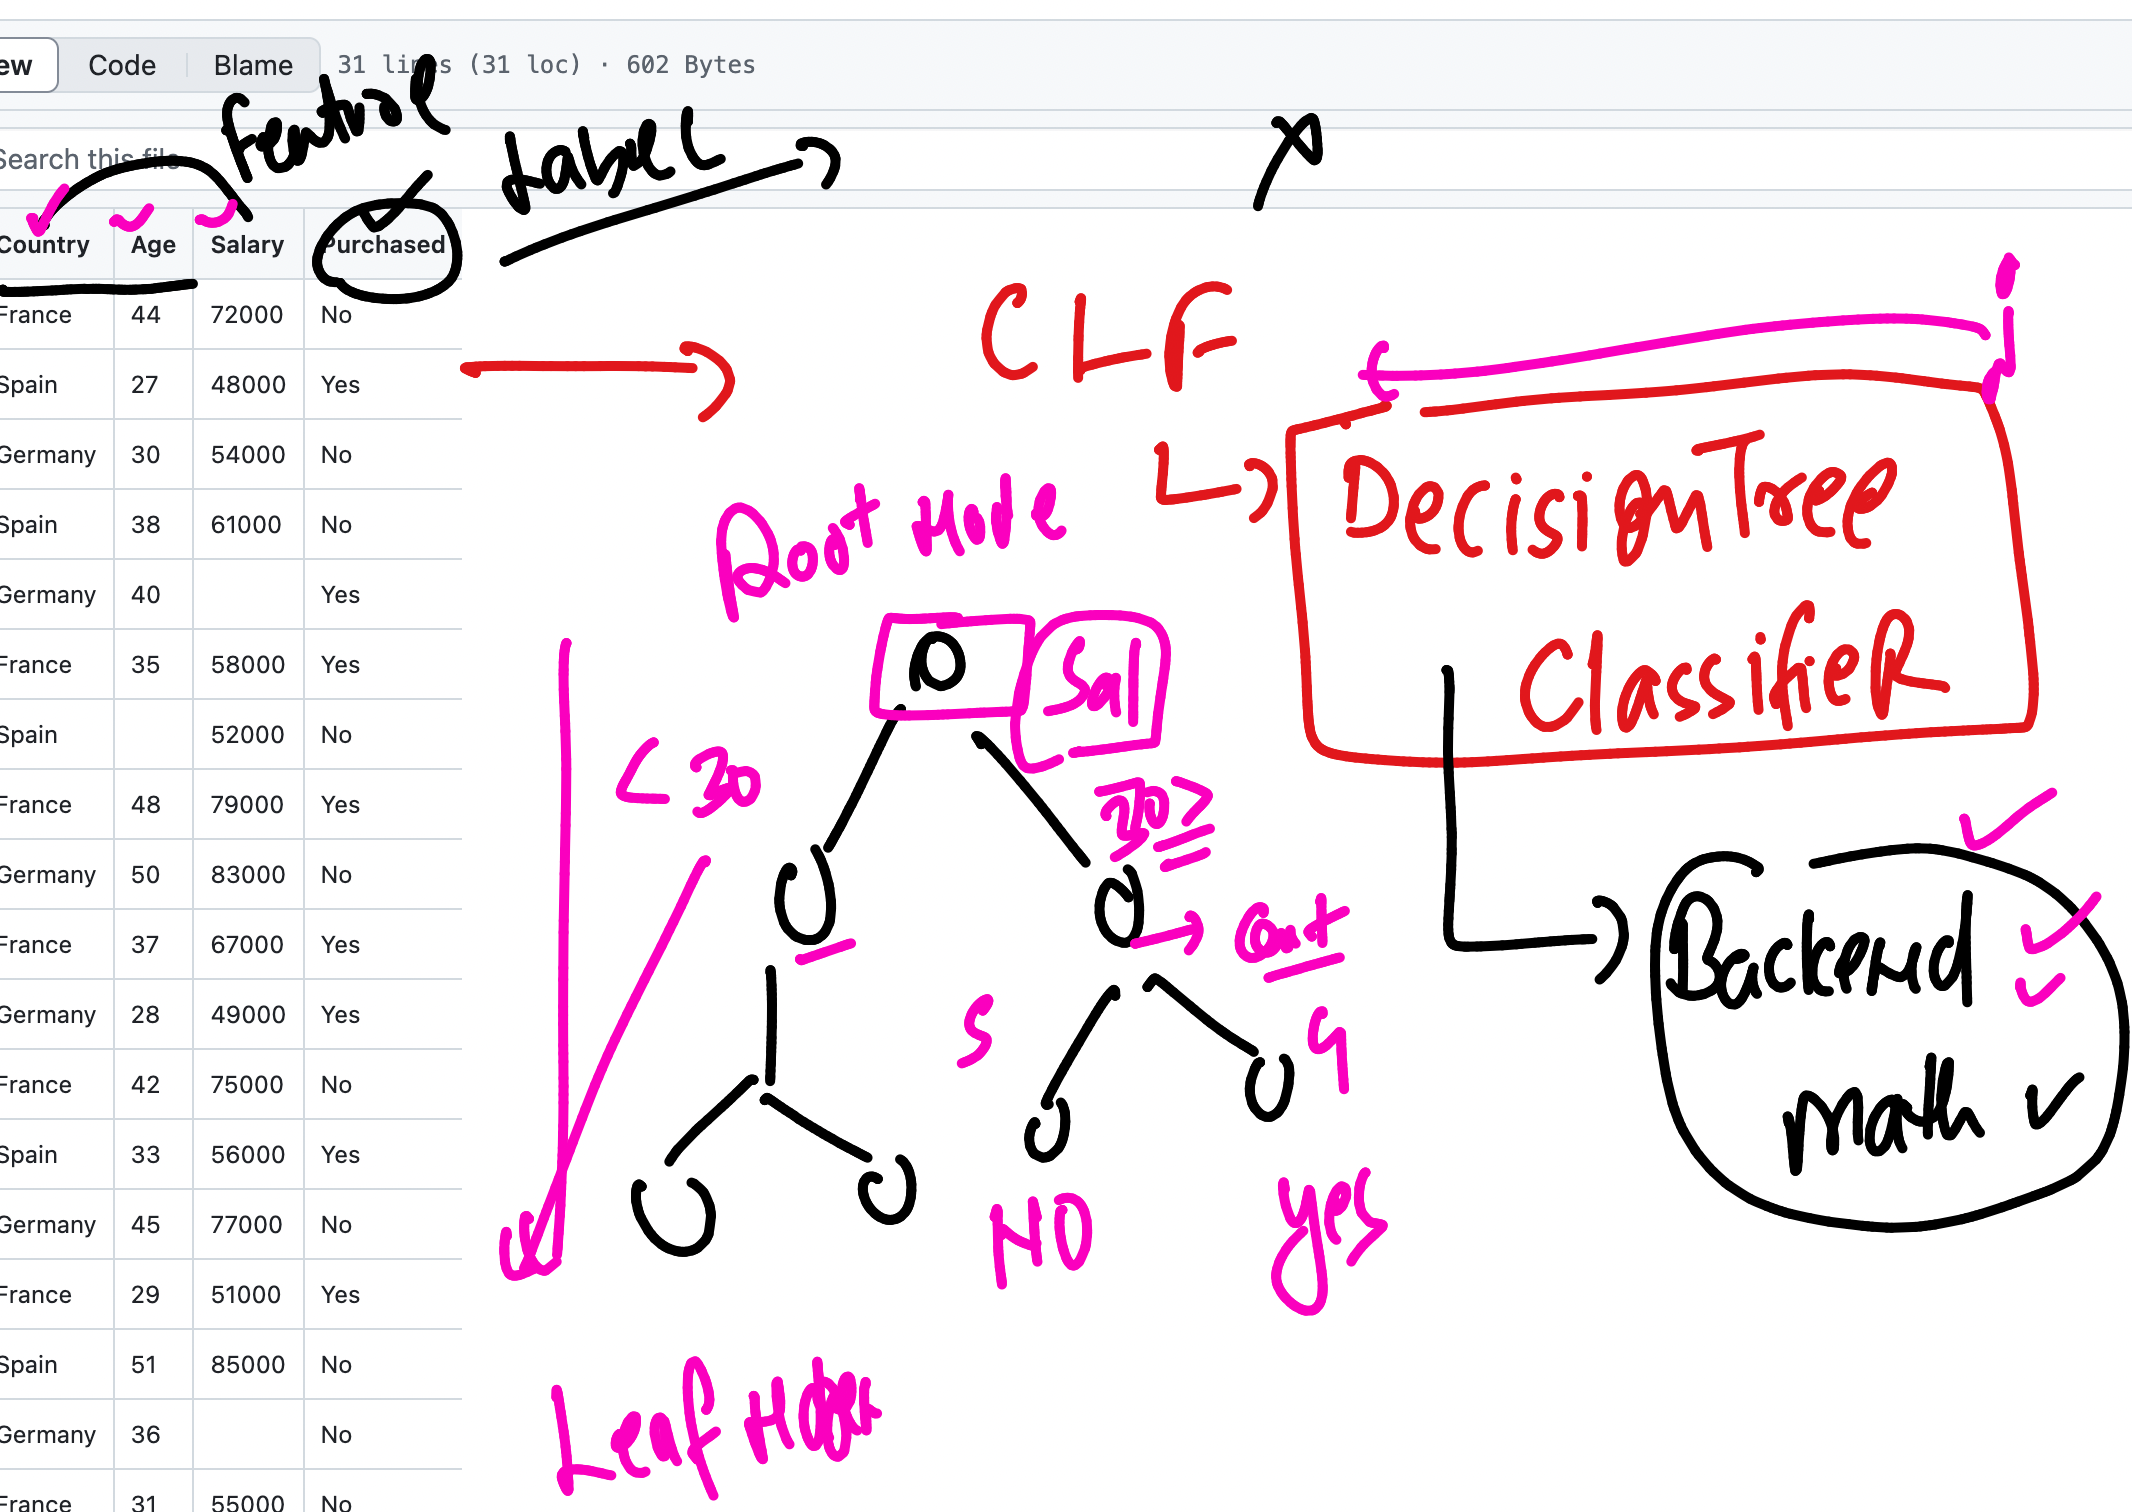 ew Code Blame 31 lines (31 loc) · 602 Bytes
Feature
Search this file
Label
Country Age Salary Purchased
France 44 72000 No
Spain 27 48000 Yes
Germany 30 54000 No
Spain 38 61000 No
Germany 40 Yes
France 35 58000 Yes
Spain 52000 No
France 48 79000 Yes
Germany 50 83000 No
France 37 67000 Yes
Germany 28 49000 Yes
France 42 75000 No
Spain 33 56000 Yes
Germany 45 77000 No
France 29 51000 Yes
Spain 51 85000 No
Germany 36 No
France 31 55000 No
CLF
DecisionTree
Classifier
Root Node
Sal
< 30
30 >
Cont
S
G
NO
Yes
Leaf Nodes
Backend
math